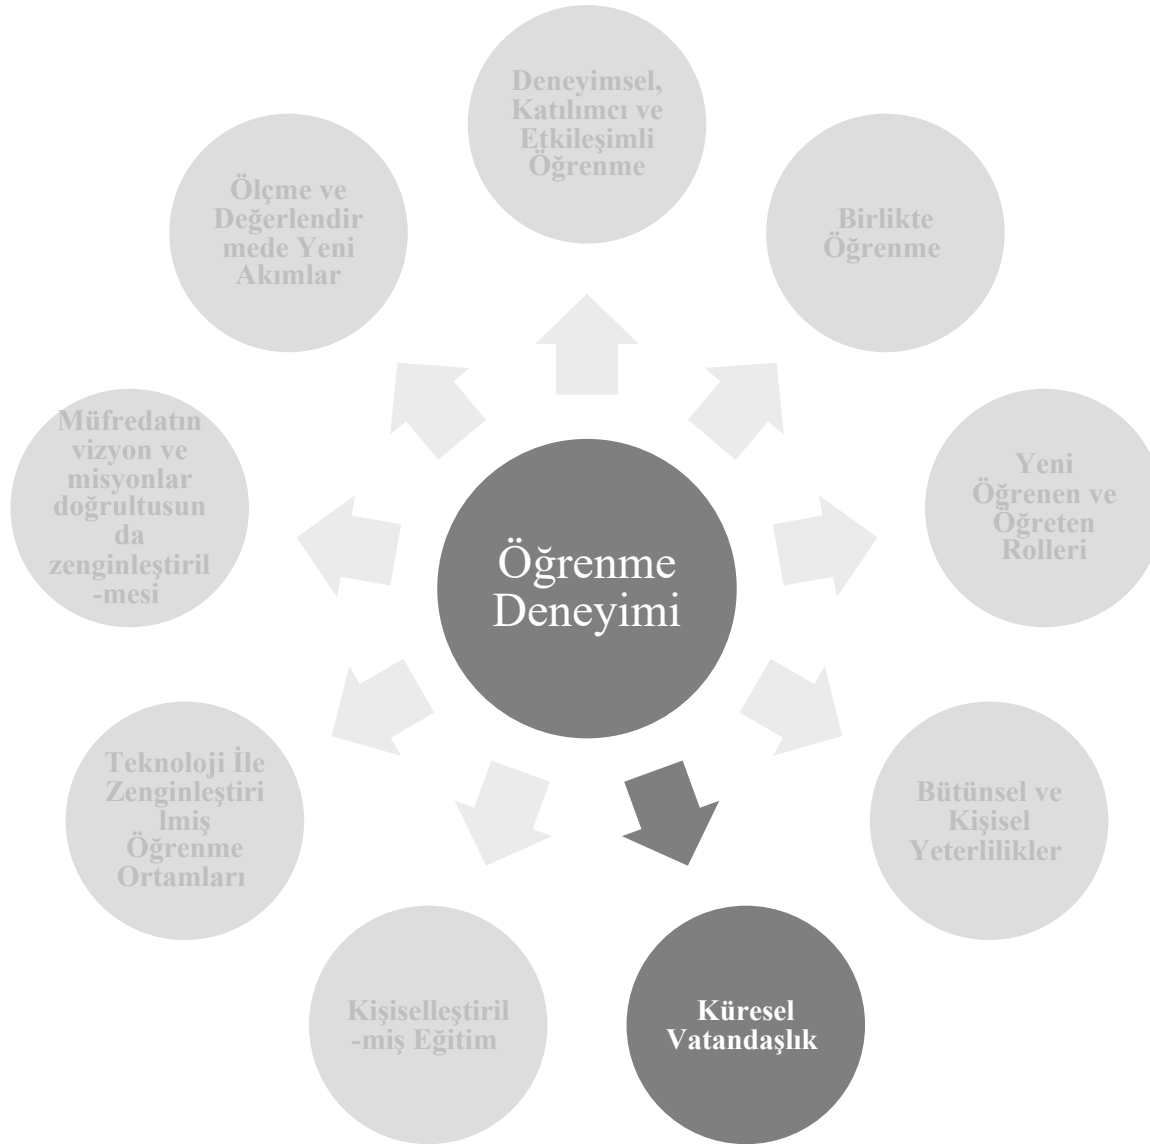 Deneyimsel,
Katılımcı ve
Etkileşimli
Öğrenme
Birlikte
Öğrenme
Yeni
Öğrenen ve
Öğreten
Rolleri
Bütünsel ve
Kişisel
Yeterlilikler
Küresel
Vatandaşlık
Kişiselleştiril
-miş Eğitim
Teknoloji İle
Zenginleştiri
lmiş
Öğrenme
Ortamları
Müfredatın
vizyon ve
misyonlar
doğrultusun
da
zenginleştiril
-mesi
Ölçme ve
Değerlendir
mede Yeni
Akımlar
Öğrenme
Deneyimi